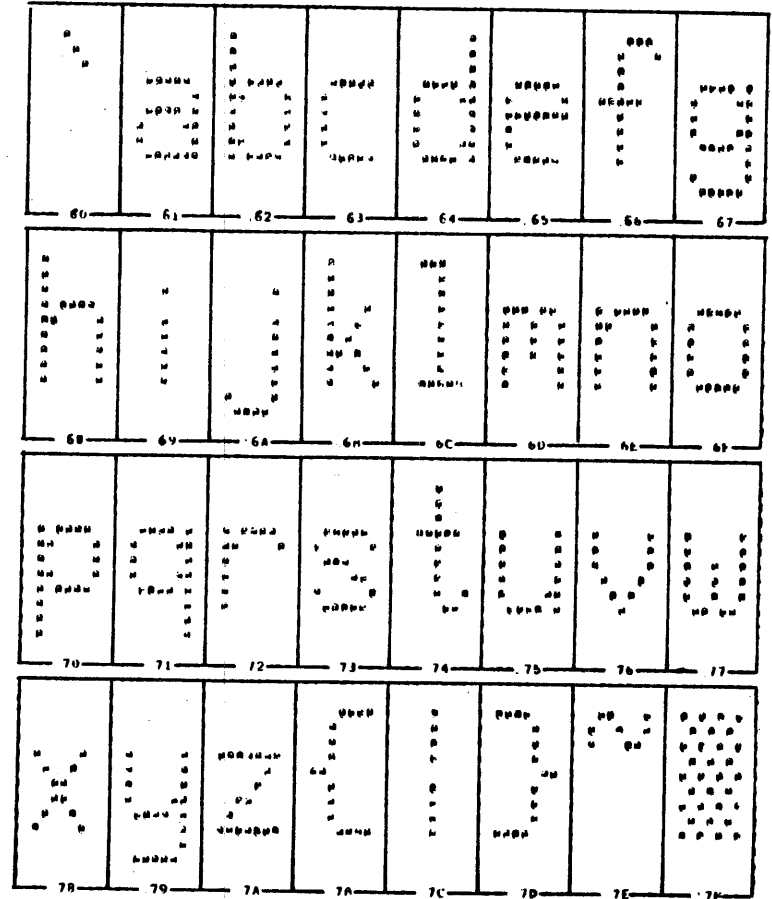 ` a b c d e f g
60 61 62 63 64 65 66 67
h i j k l m n o
68 69 6A 6B 6C 6D 6E 6F
p q r s t u v w
70 71 72 73 74 75 76 77
x y z { | } ~
78 79 7A 7B 7C 7D 7E 7F